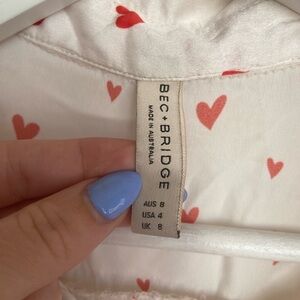 BEC + BRIDGE
MADE IN AUSTRALIA
AUS 8
USA 4
UK 8